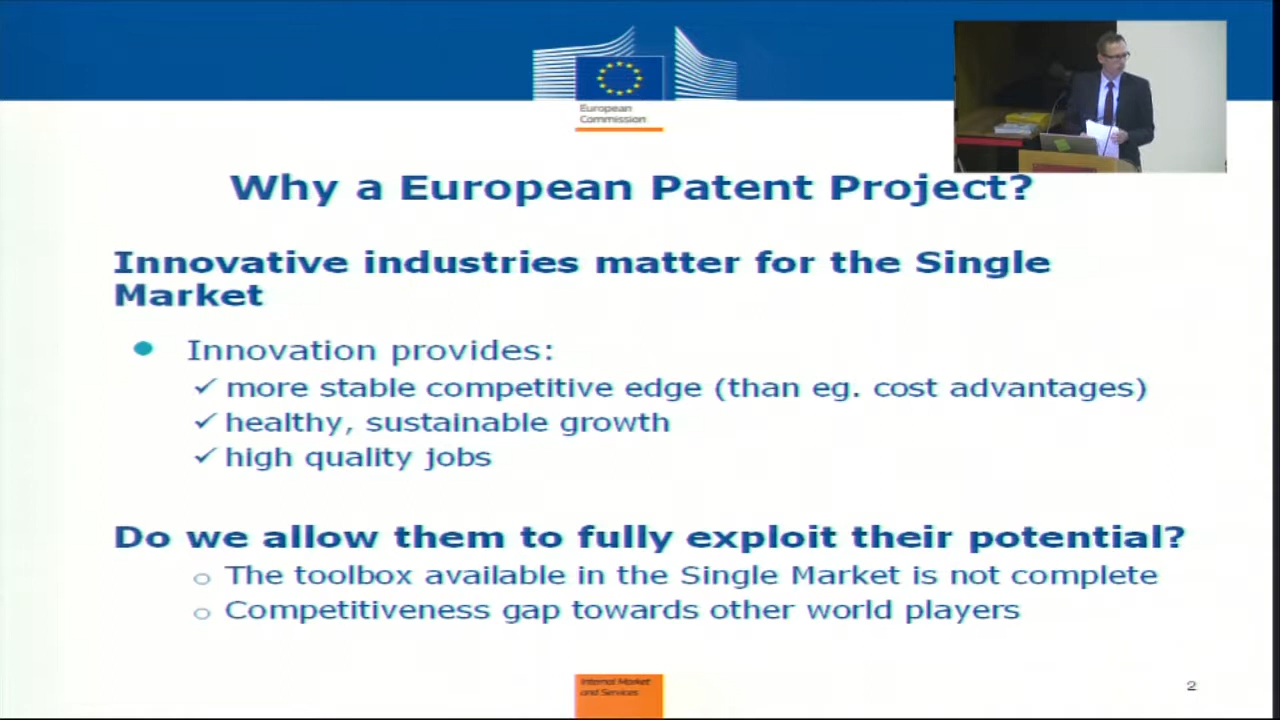 European
Commission
Why a European Patent Project?
Innovative industries matter for the Single
Market
Innovation provides:
more stable competitive edge (than eg. cost advantages)
healthy, sustainable growth
high quality jobs
Do we allow them to fully exploit their potential?
The toolbox available in the Single Market is not complete
Competitiveness gap towards other world players
Internal Market
and Services
2